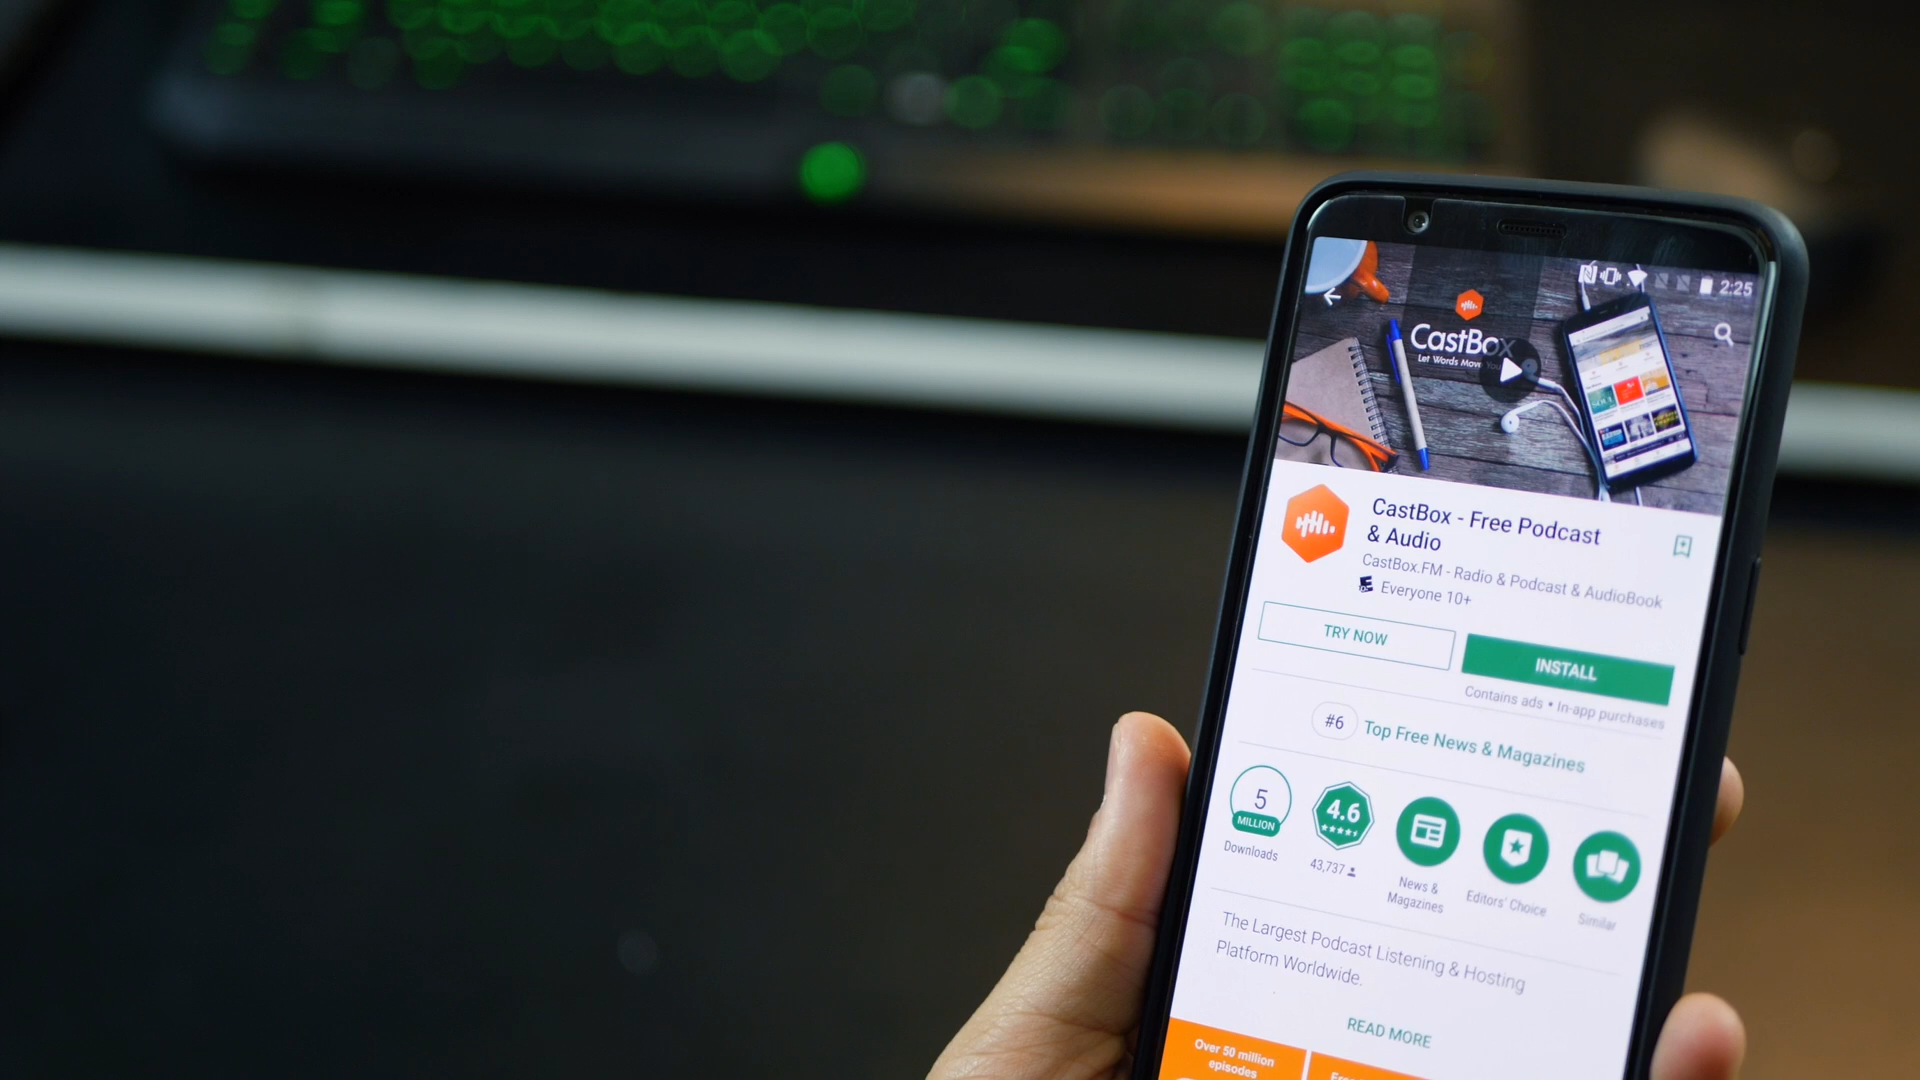 2:25
CastBox
Let Words Move You
CastBox - Free Podcast
& Audio
CastBox.FM - Radio & Podcast & AudioBook
Everyone 10+
TRY NOW
INSTALL
Contains ads • In-app purchases
#6
Top Free News & Magazines
5
MILLION
Downloads
4.6
43,737
News &
Magazines
Editors' Choice
Similar
The Largest Podcast Listening & Hosting
Platform Worldwide.
READ MORE
Over 50 million
episodes